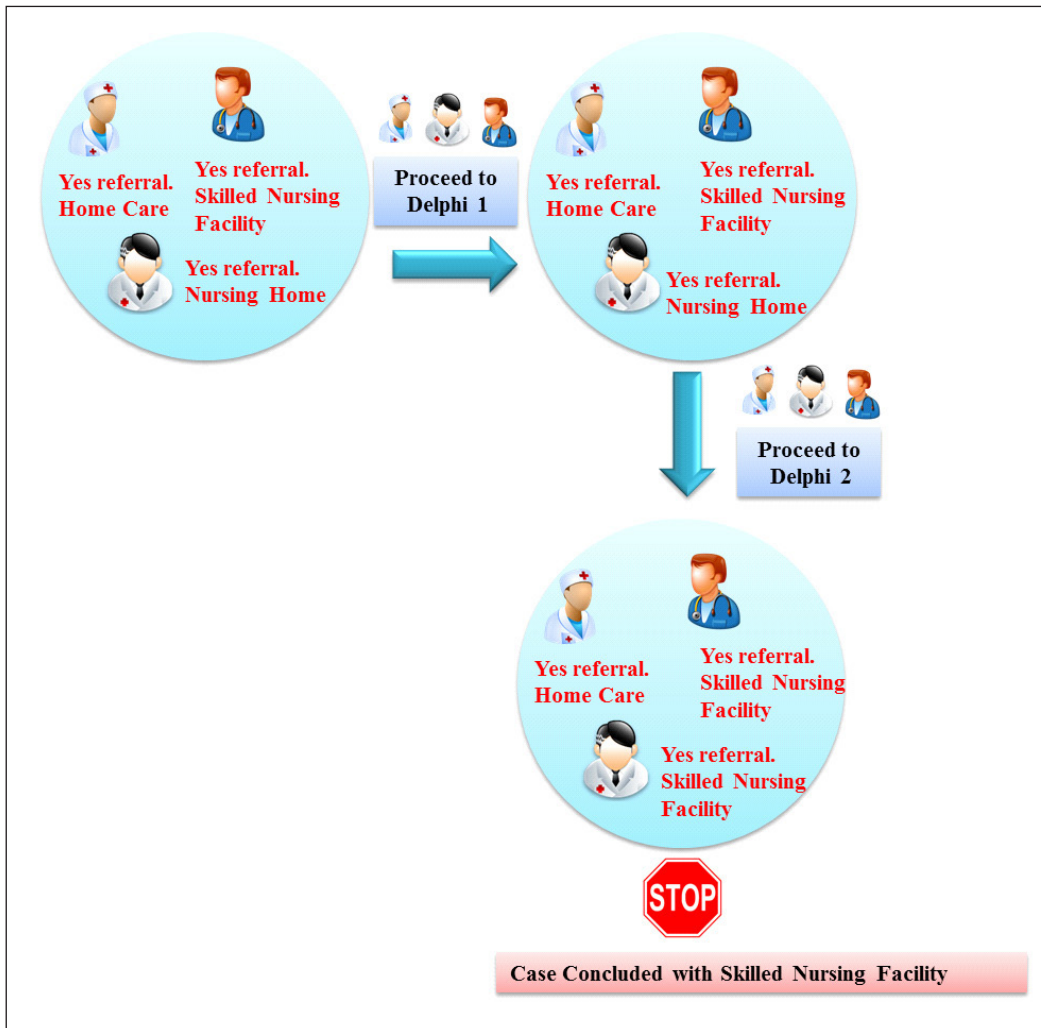 Yes referral.
Home Care
Yes referral.
Skilled Nursing
Facility
Yes referral.
Nursing Home
Proceed to
Delphi 1
Yes referral.
Home Care
Yes referral.
Skilled Nursing
Facility
Yes referral.
Nursing Home
Proceed to
Delphi 2
Yes referral.
Home Care
Yes referral.
Skilled Nursing
Facility
Yes referral.
Skilled Nursing
Facility
STOP
Case Concluded with Skilled Nursing Facility